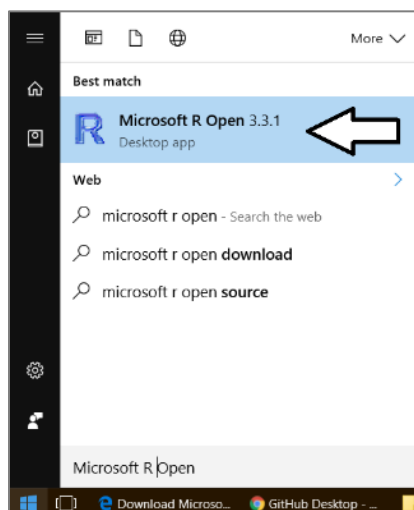 More
Best match
Microsoft R Open 3.3.1
Desktop app
Web
microsoft r open - Search the web
microsoft r open download
microsoft r open source
Microsoft R Open
Download Microso... GitHub Desktop - ...